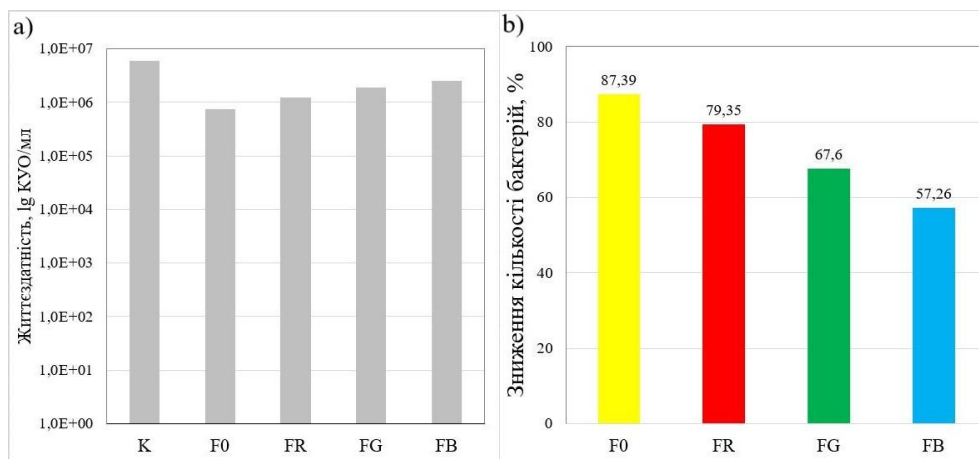 a)
Життєздатність, lg КУО/мл
1,0E+07
1,0E+06
1,0E+05
1,0E+04
1,0E+03
1,0E+02
1,0E+01
1,0E+00
K
F0
FR
FG
FB
b)
Зниження кількості бактерій, %
100
80
60
40
20
0
87,39
79,35
67,6
57,26
F0
FR
FG
FB